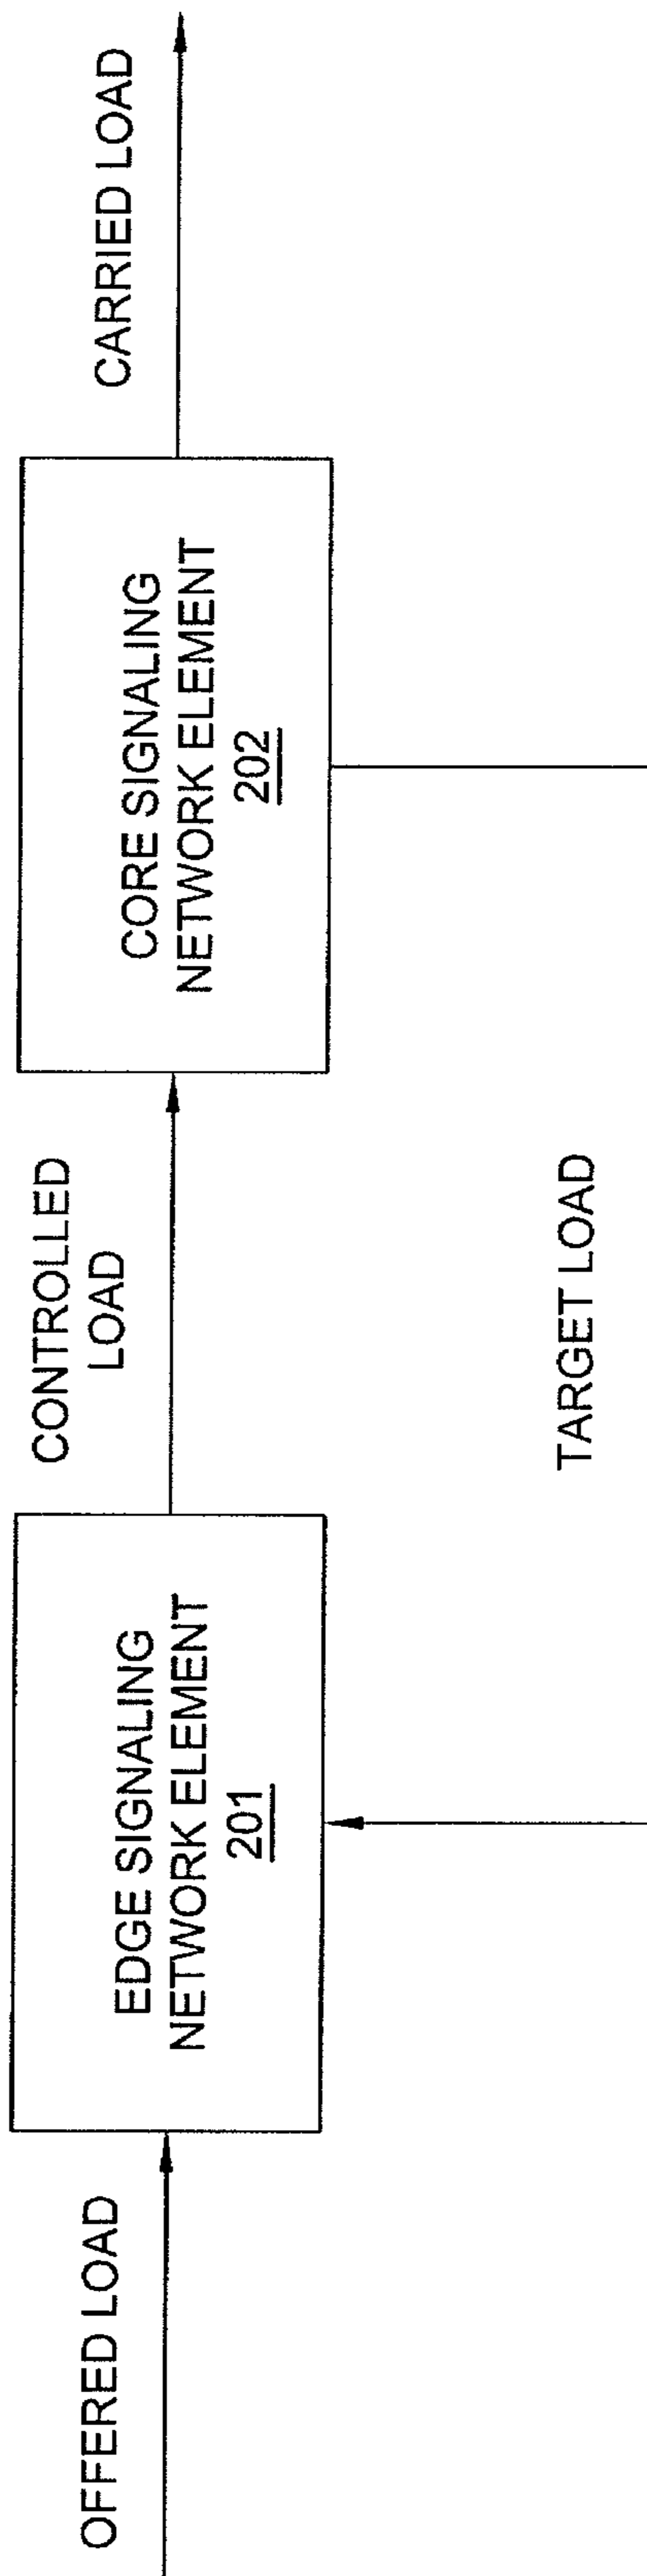 OFFERED LOAD
EDGE SIGNALING
NETWORK ELEMENT
201
CONTROLLED
LOAD
CORE SIGNALING
NETWORK ELEMENT
202
CARRIED LOAD
TARGET LOAD